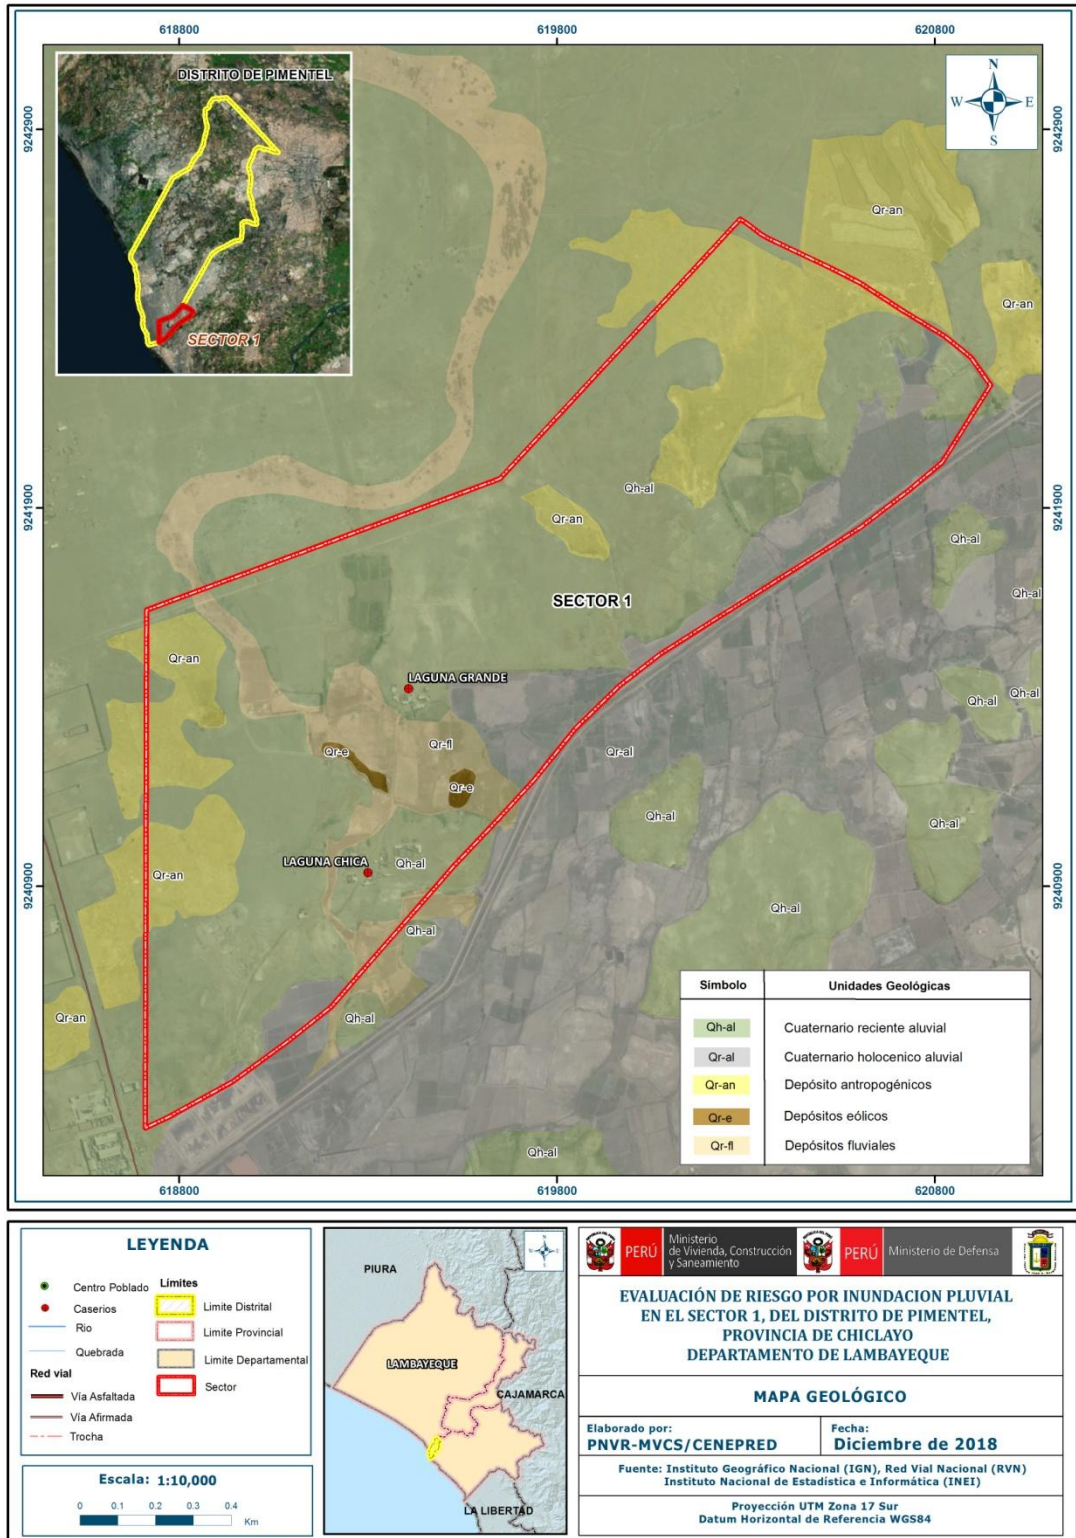 618800
619800
620800
DISTRITO DE PIMENTEL
SECTOR 1
N
W
E
S
9242900
9242900
Qr-an
Qr-an
9241900
9241900
Qh-al
Qr-an
Qh-al
Qh-al
SECTOR 1
Qr-an
LAGUNA GRANDE
Qh-al
Qh-al
Qr-e
Qr-fl
Qr-al
Qr-e
Qh-al
Qh-al
LAGUNA CHICA
Qh-al
Qr-an
9240900
9240900
Qh-al
Qh-al
Qr-an
Qh-al
Qh-al
Símbolo
Unidades Geológicas
Qh-al
Cuaternario reciente aluvial
Qr-al
Cuaternario holocenico aluvial
Qr-an
Depósito antropogénicos
Qr-e
Depósitos eólicos
Qr-fl
Depósitos fluviales
618800
619800
620800
LEYENDA
Centro Poblado
Caserios
Rio
Quebrada
Red vial
Vía Asfaltada
Vía Afirmada
Trocha
Límites
Limite Distrital
Limite Provincial
Limite Departamental
Sector
Escala: 1:10,000
0 0.1 0.2 0.3 0.4
Km
PIURA
LAMBAYEQUE
CAJAMARCA
LA LIBERTAD
PERÚ
Ministerio
de Vivienda, Construcción
y Saneamiento
PERÚ
Ministerio de Defensa
EVALUACIÓN DE RIESGO POR INUNDACION PLUVIAL
EN EL SECTOR 1, DEL DISTRITO DE PIMENTEL,
PROVINCIA DE CHICLAYO
DEPARTAMENTO DE LAMBAYEQUE
MAPA GEOLÓGICO
Elaborado por:
PNVR-MVCS/CENEPRED
Fecha:
Diciembre de 2018
Fuente: Instituto Geográfico Nacional (IGN), Red Vial Nacional (RVN)
Instituto Nacional de Estadística e Informática (INEI)
Proyección UTM Zona 17 Sur
Datum Horizontal de Referencia WGS84